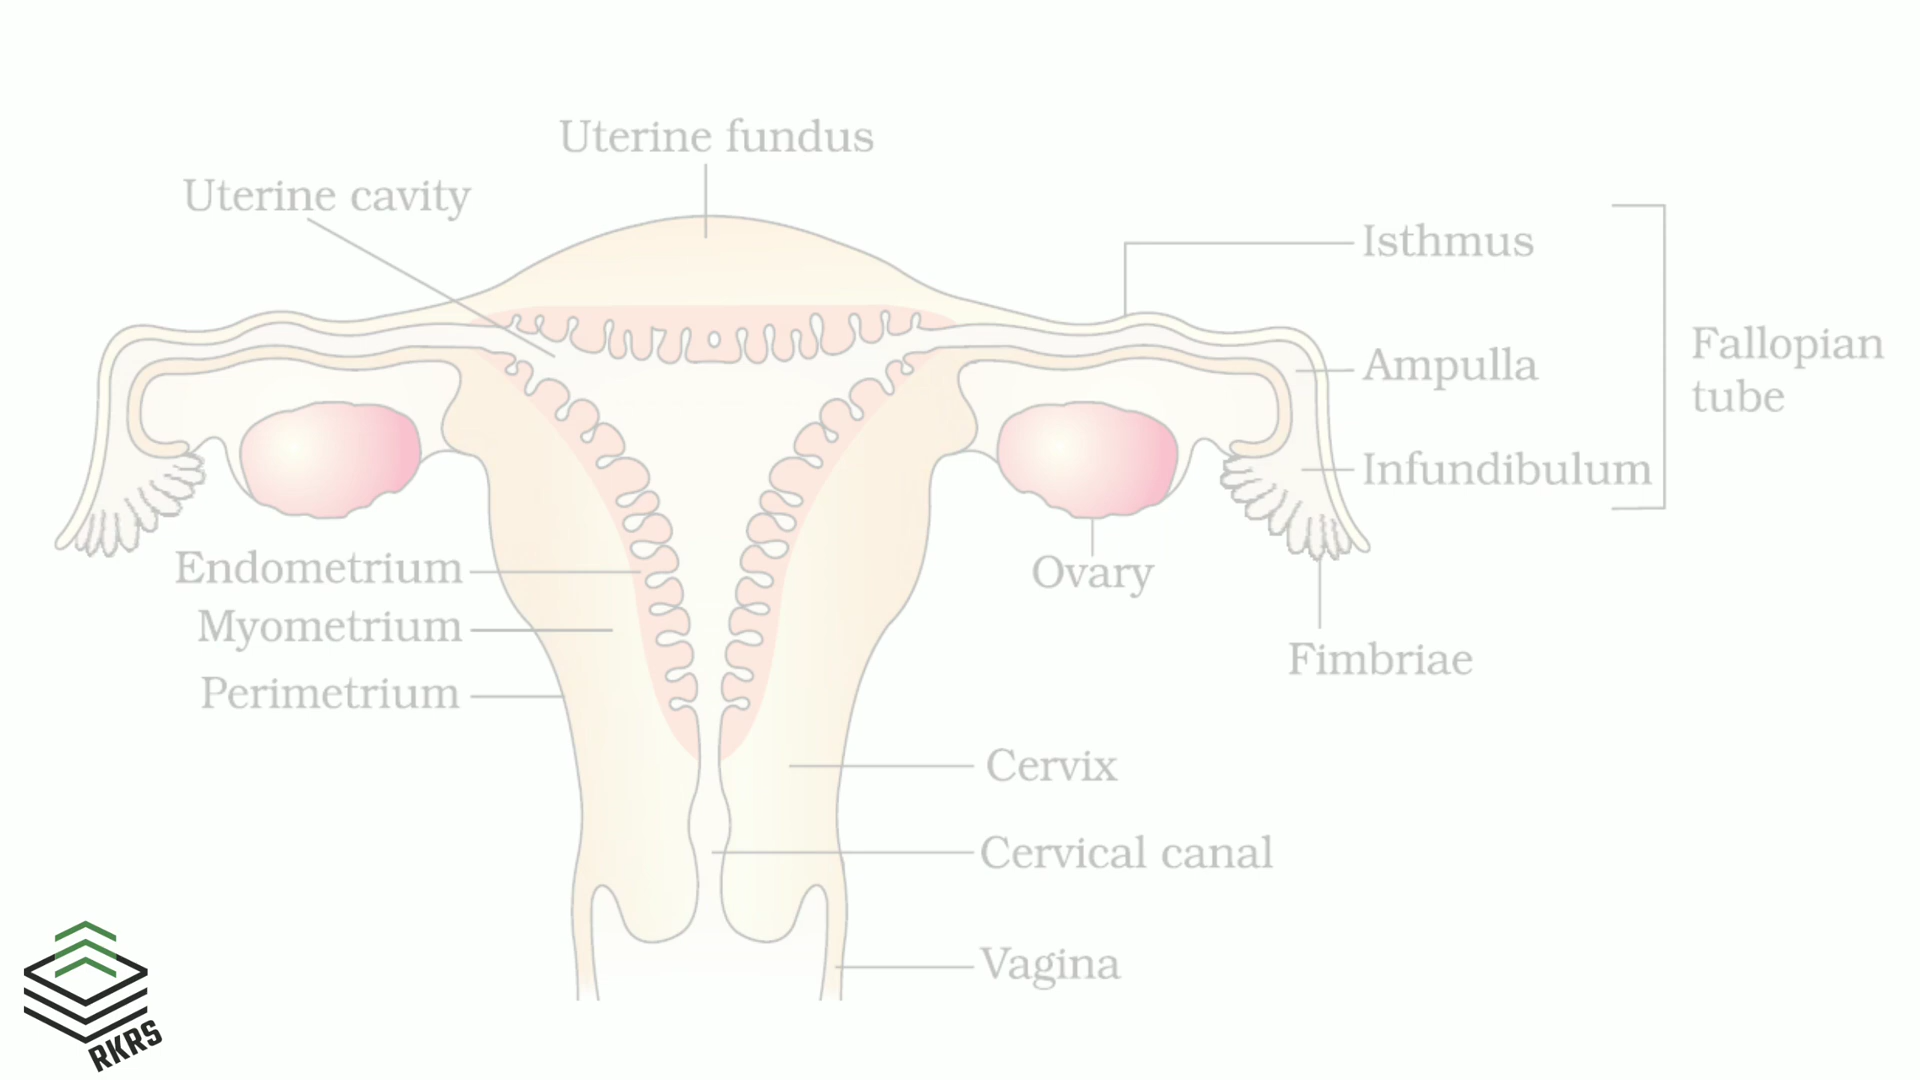 Uterine fundus
Uterine cavity
Isthmus
Fallopian
tube
Ampulla
Infundibulum
Endometrium
Ovary
Myometrium
Fimbriae
Perimetrium
Cervix
Cervical canal
Vagina
RKRS